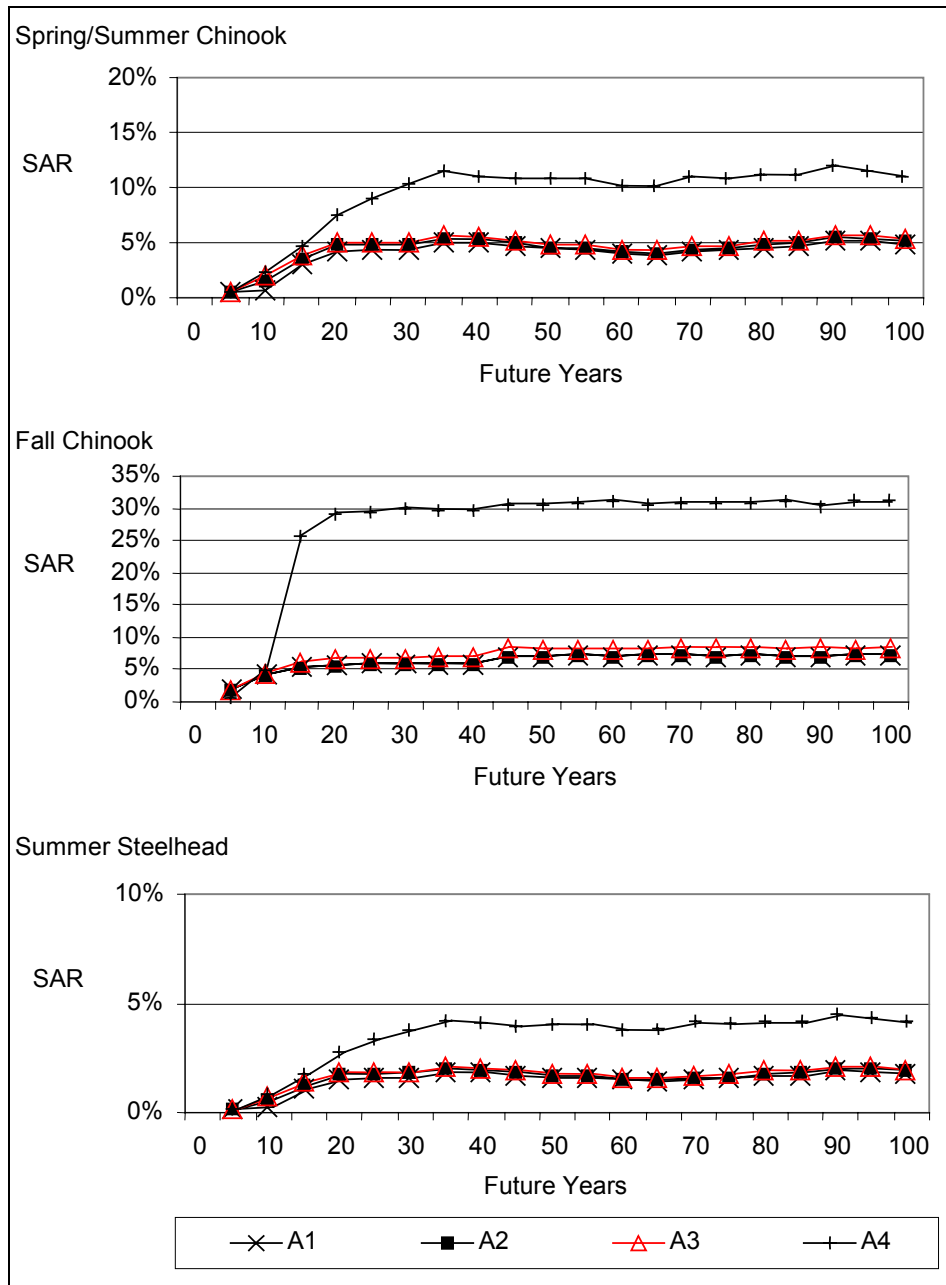 Spring/Summer Chinook
20%
15%
SAR
10%
5%
0%
0 10 20 30 40 50 60 70 80 90 100
Future Years
Fall Chinook
35%
30%
25%
SAR
20%
15%
10%
5%
0%
0 10 20 30 40 50 60 70 80 90 100
Future Years
Summer Steelhead
10%
SAR
5%
0%
0 10 20 30 40 50 60 70 80 90 100
Future Years
A1 A2 A3 A4